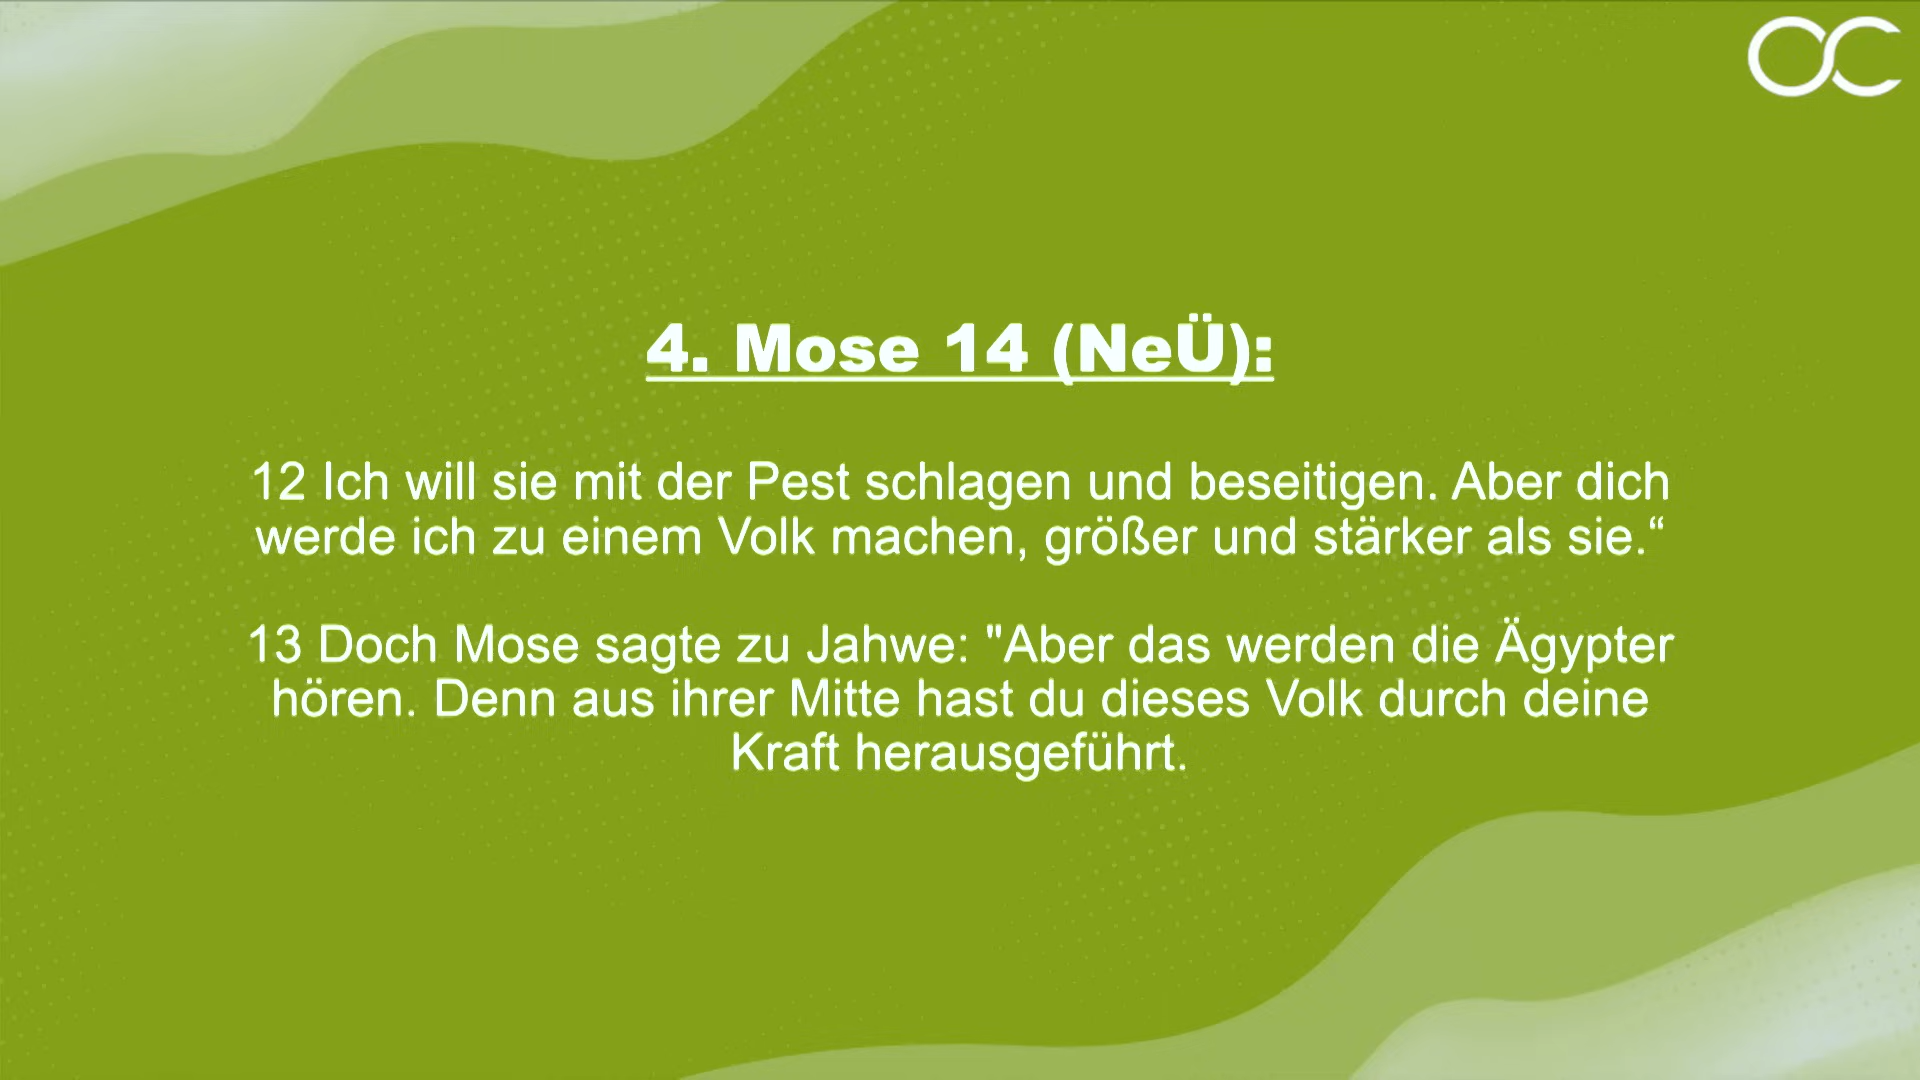 OC
4. Mose 14 (NeÜ):
12 Ich will sie mit der Pest schlagen und beseitigen. Aber dich
werde ich zu einem Volk machen, größer und stärker als sie.“
13 Doch Mose sagte zu Jahwe: "Aber das werden die Ägypter
hören. Denn aus ihrer Mitte hast du dieses Volk durch deine
Kraft herausgeführt.